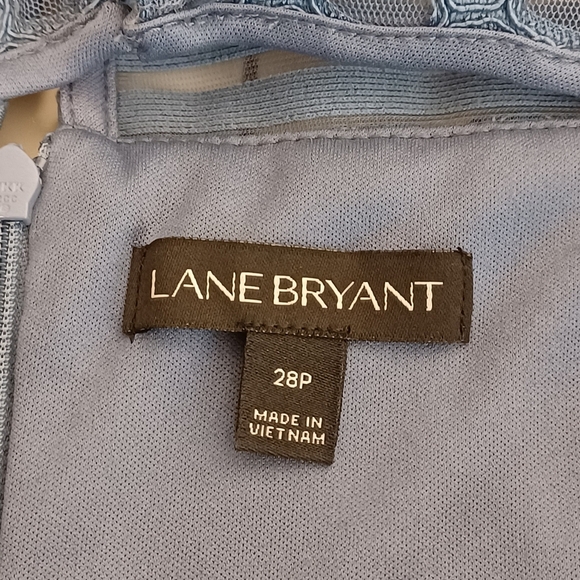 LANE BRYANT
28P
MADE IN
VIETNAM